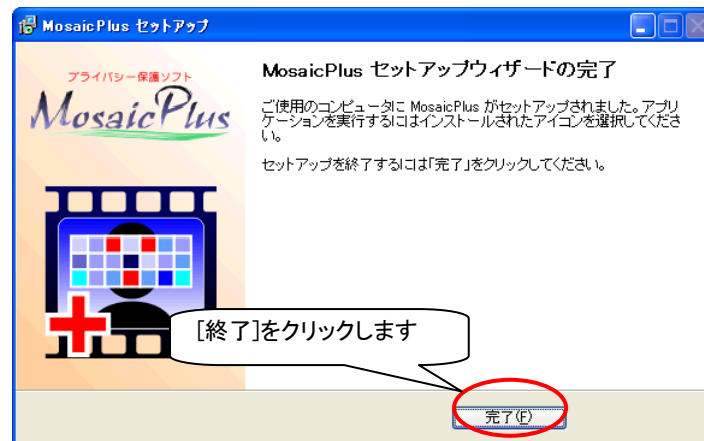 MosaicPlus セットアップ
プライバシー保護ソフト
MosaicPlus
MosaicPlus セットアップウィザードの完了
ご使用のコンピュータに MosaicPlus がセットアップされました。アプリ
ケーションを実行するにはインストールされたアイコンを選択してくださ
い。
セットアップを終了するには「完了」をクリックしてください。
[終了]をクリックします
完了(F)